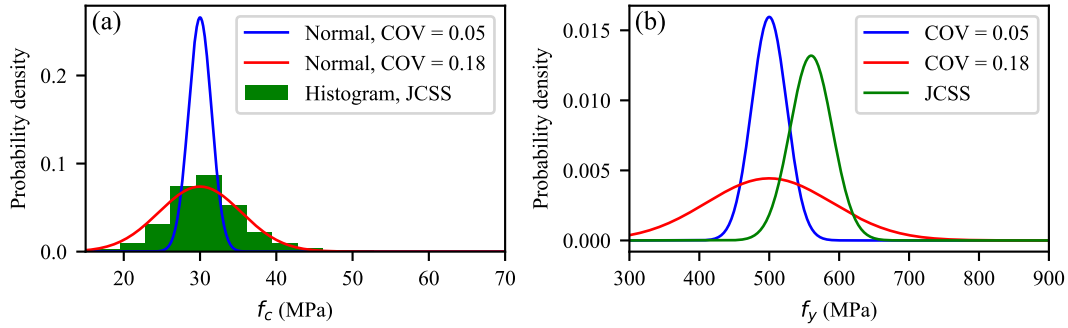 (a)
Normal, COV = 0.05
Normal, COV = 0.18
Histogram, JCSS
Probability density
0.2
0.1
0.0
20 30 40 50 60 70
f_c (MPa)
(b)
COV = 0.05
COV = 0.18
JCSS
Probability density
0.015
0.010
0.005
0.000
300 400 500 600 700 800 900
f_y (MPa)